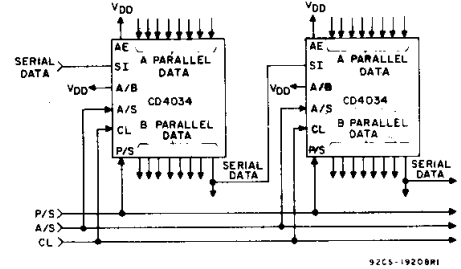 VDD
VDD
AE
A PARALLEL
DATA
SERIAL
DATA
SI
VDD
A/B
CD4034
A/S
CL
B PARALLEL
DATA
P/S
SERIAL
DATA
AE
A PARALLEL
DATA
SI
VDD
A/B
CD4034
A/S
CL
B PARALLEL
DATA
P/S
SERIAL
DATA
P/S
A/S
CL
92CS-19208R1